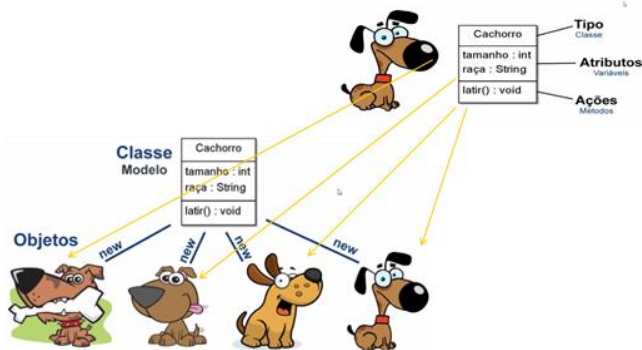 Cachorro
tamanho : int
raça : String
latir() : void
Tipo
Classe
Atributos
Variáveis
Ações
Métodos
Classe
Modelo
Cachorro
tamanho : int
raça : String
latir() : void
Objetos
new
new
new
new